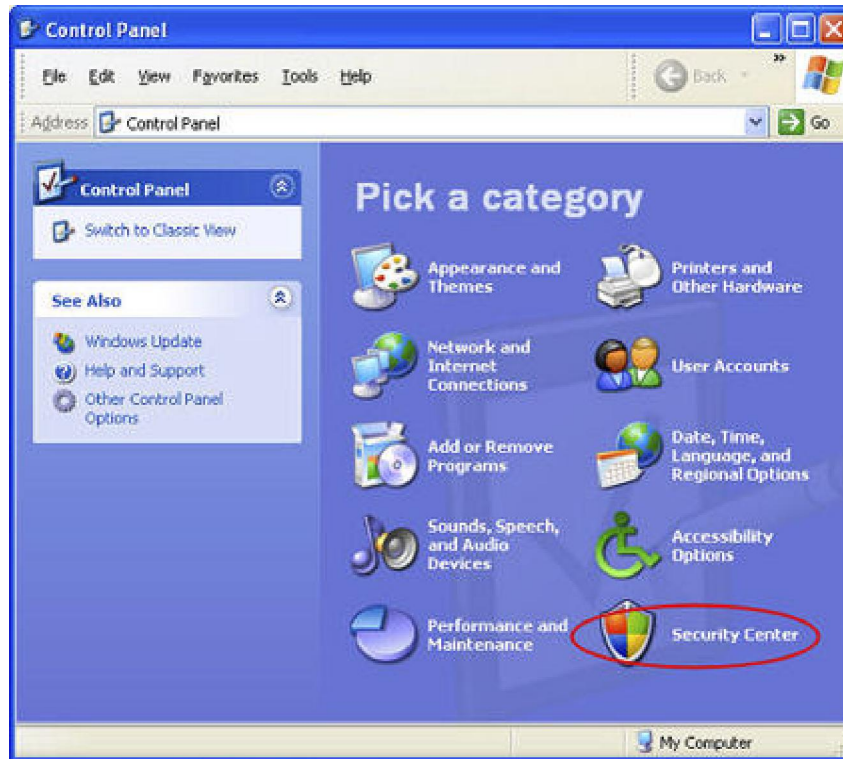 Control Panel
File Edit View Favorites Tools Help
Back
»
Address Control Panel
Go
Control Panel
Switch to Classic View
See Also
Windows Update
Help and Support
Other Control Panel
Options
Pick a category
Appearance and
Themes
Printers and
Other Hardware
Network and
Internet
Connections
User Accounts
Add or Remove
Programs
Date, Time,
Language, and
Regional Options
Sounds, Speech,
and Audio
Devices
Accessibility
Options
Performance and
Maintenance
Security Center
My Computer